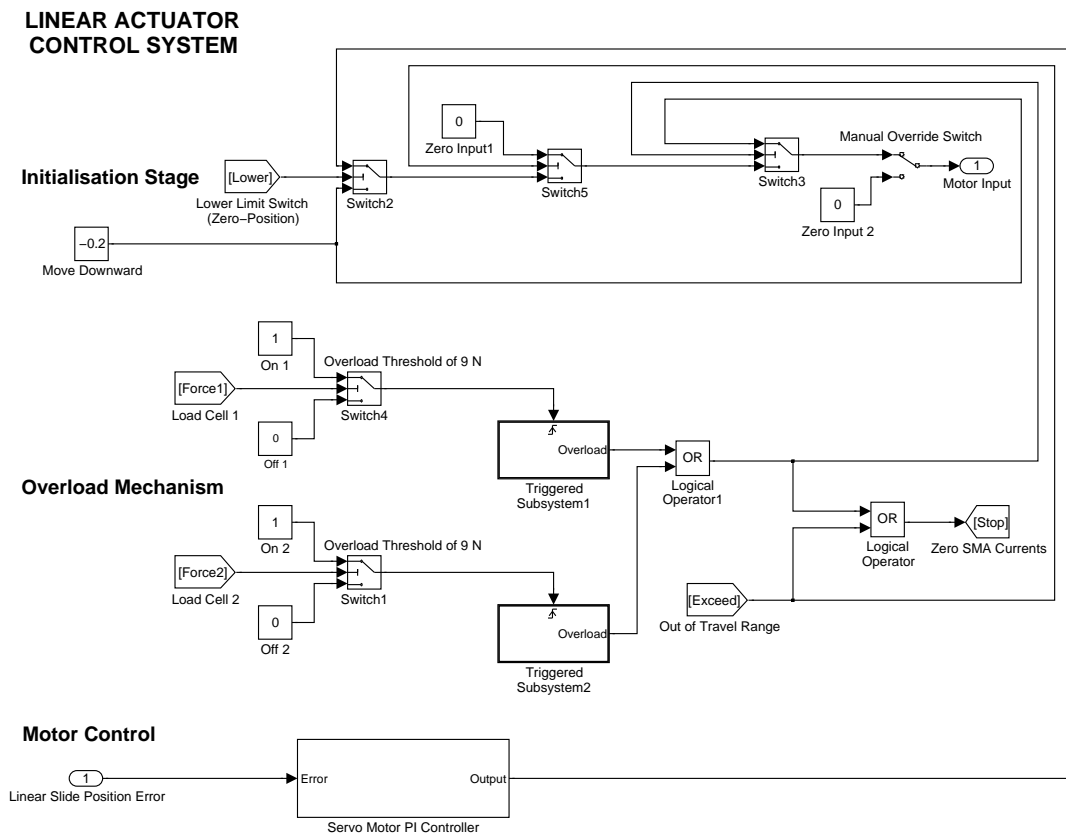 LINEAR ACTUATOR
CONTROL SYSTEM
0
Zero Input1
Switch5
Switch3
Manual Override Switch
1
Motor Input
0
Zero Input 2
Initialisation Stage
[Lower]
Lower Limit Switch
(Zero−Position)
Switch2
−0.2
Move Downward
1
On 1
Overload Threshold of 9 N
[Force1]
Load Cell 1
Switch4
0
Off 1
Overload
Triggered
Subsystem1
OR
Logical
Operator1
Overload Mechanism
1
On 2
Overload Threshold of 9 N
[Force2]
Load Cell 2
Switch1
0
Off 2
Overload
Triggered
Subsystem2
OR
Logical
Operator
[Stop]
Zero SMA Currents
[Exceed]
Out of Travel Range
Motor Control
1
Linear Slide Position Error
Error
Output
Servo Motor PI Controller